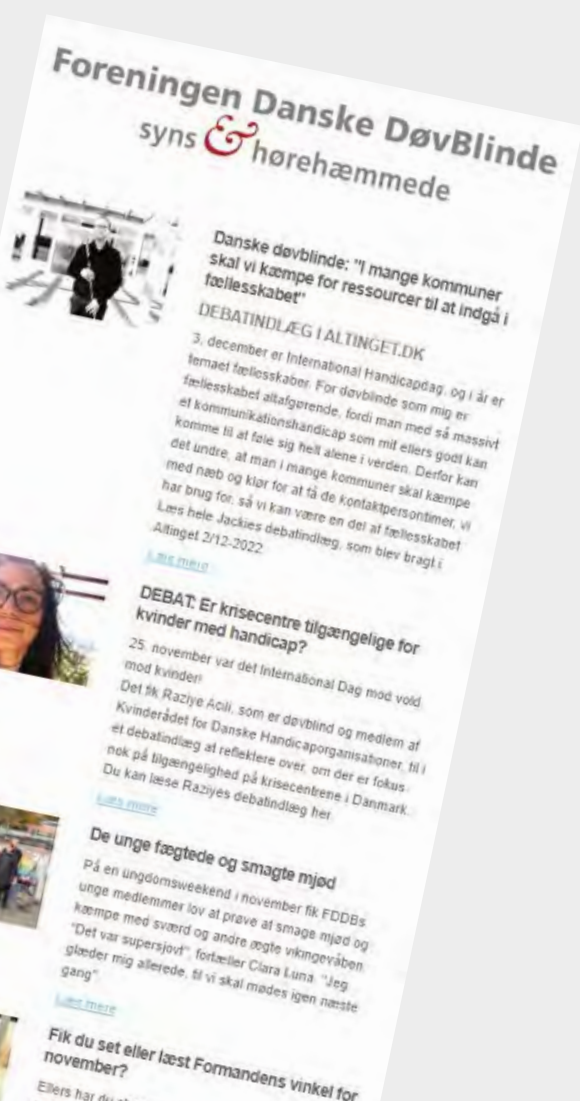 Foreningen Danske DøvBlinde
syns & hørehæmmede
Danske døvblinde: "I mange kommuner
skal vi kæmpe for ressourcer til at indgå i
fællesskabet"
DEBATINDLÆG I ALTINGET.DK
3. december er International Handicapdag, og i år er
temaet fællesskaber. For døvblinde som mig er
fællesskabet altafgørende, fordi man med så massivt
et kommunikationshandicap som mit ellers godt kan
komme til at føle sig helt alene i verden. Derfor kan
det undre, at man i mange kommuner skal kæmpe
med næb og klør for at få de kontaktpersontimer, vi
har brug for, så vi kan være en del af fællesskabet
Læs hele Jackies debatindlæg, som blev bragt i
Altinget 2/12-2022
Læs mere
DEBAT: Er krisecentre tilgængelige for
kvinder med handicap?
25. november var det International Dag mod vold
mod kvinder!
Det fik Raziye Acili, som er døvblind og medlem af
Kvinderådet for Danske Handicaporganisationer, til i
et debatindlæg at reflektere over, om der er fokus
nok på tilgængelighed på krisecentrene i Danmark.
Du kan læse Raziyes debatindlæg her
Læs mere
De unge fægtede og smagte mjød
På en ungdomsweekend i november fik FDDBs
unge medlemmer lov at prøve at smage mjød og
kæmpe med sværd og andre ægte vikingevåben.
"Det var supersjovt", fortæller Clara Luna. "Jeg
glæder mig allerede, til vi skal mødes igen næste
gang".
Læs mere
Fik du set eller læst Formandens vinkel for
november?
Ellers har du